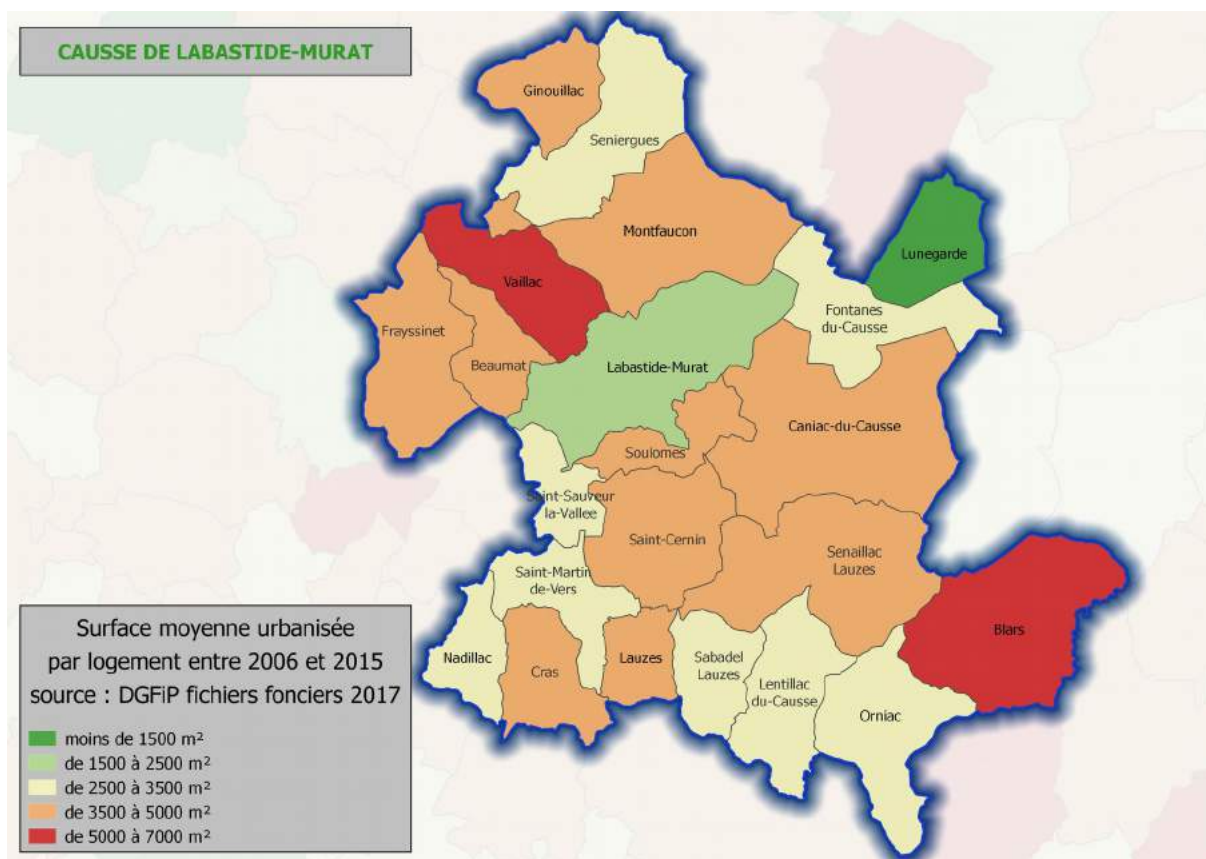 CAUSSE DE LABASTIDE-MURAT
Ginouillac
Seniergues
Montfaucon
Lunegarde
Vaillac
Fontanes
du-Causse
Frayssinet
Beaumat
Labastide-Murat
Caniac-du-Causse
Soulomes
Saint-Sauveur
la-Vallee
Saint-Cernin
Senaillac
Lauzes
Saint-Martin
de-Vers
Blars
Nadillac
Cras
Lauzes
Sabadel
Lauzes
Lentillac
du-Causse
Orniac
Surface moyenne urbanisée
par logement entre 2006 et 2015
source : DGFiP fichiers fonciers 2017
moins de 1500 m²
de 1500 à 2500 m²
de 2500 à 3500 m²
de 3500 à 5000 m²
de 5000 à 7000 m²